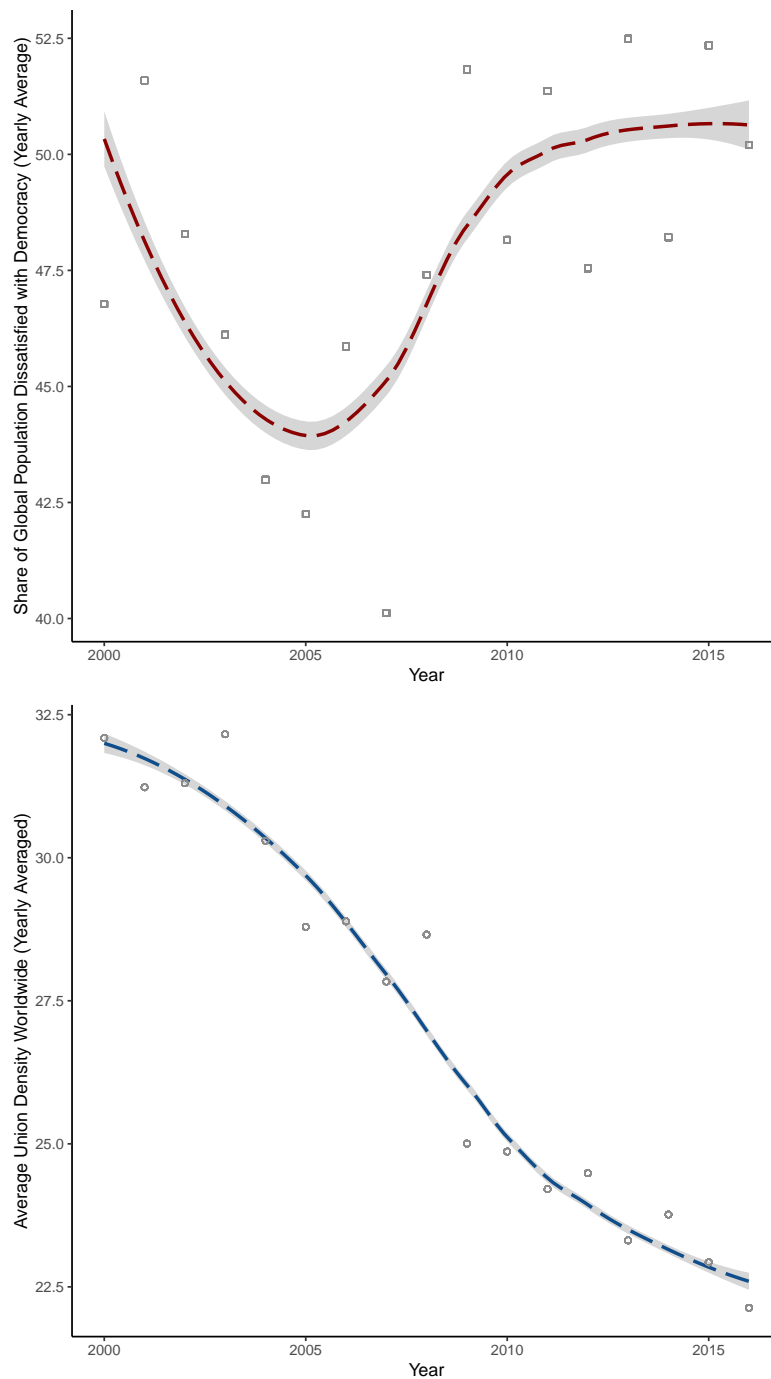 Share of Global Population Dissatisfied with Democracy (Yearly Average)
52.5
50.0
47.5
45.0
42.5
40.0
2000 2005 2010 2015
Year
Average Union Density Worldwide (Yearly Averaged)
32.5
30.0
27.5
25.0
22.5
2000 2005 2010 2015
Year